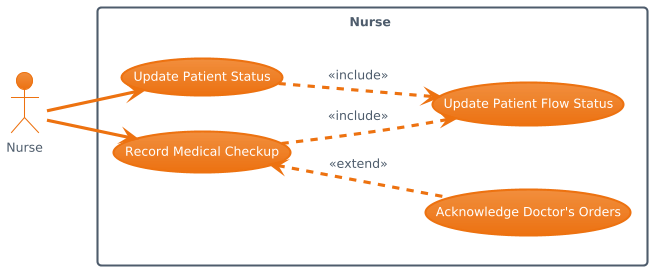 Nurse
Update Patient Status
«include»
Update Patient Flow Status
«include»
Nurse
Record Medical Checkup
«extend»
Acknowledge Doctor's Orders